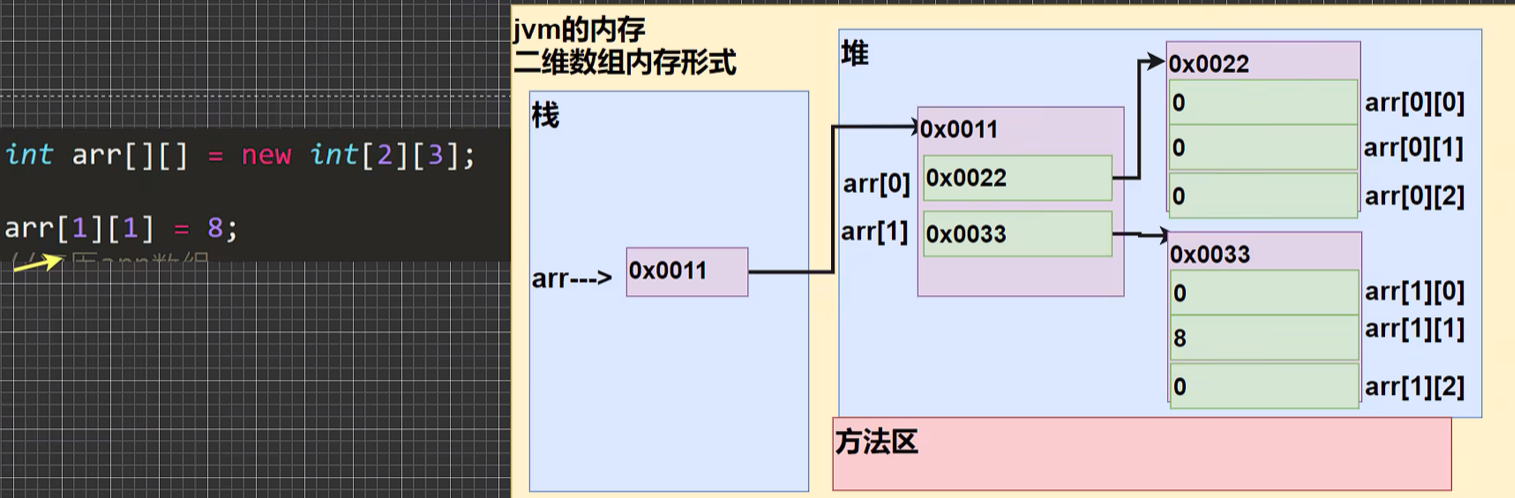 int arr[][] = new int[2][3];
arr[1][1] = 8;
jvm的内存
二维数组内存形式
栈
arr---> 0x0011
堆
0x0011
arr[0] 0x0022
arr[1] 0x0033
0x0022
0 arr[0][0]
0 arr[0][1]
0 arr[0][2]
0x0033
0 arr[1][0]
8 arr[1][1]
0 arr[1][2]
方法区